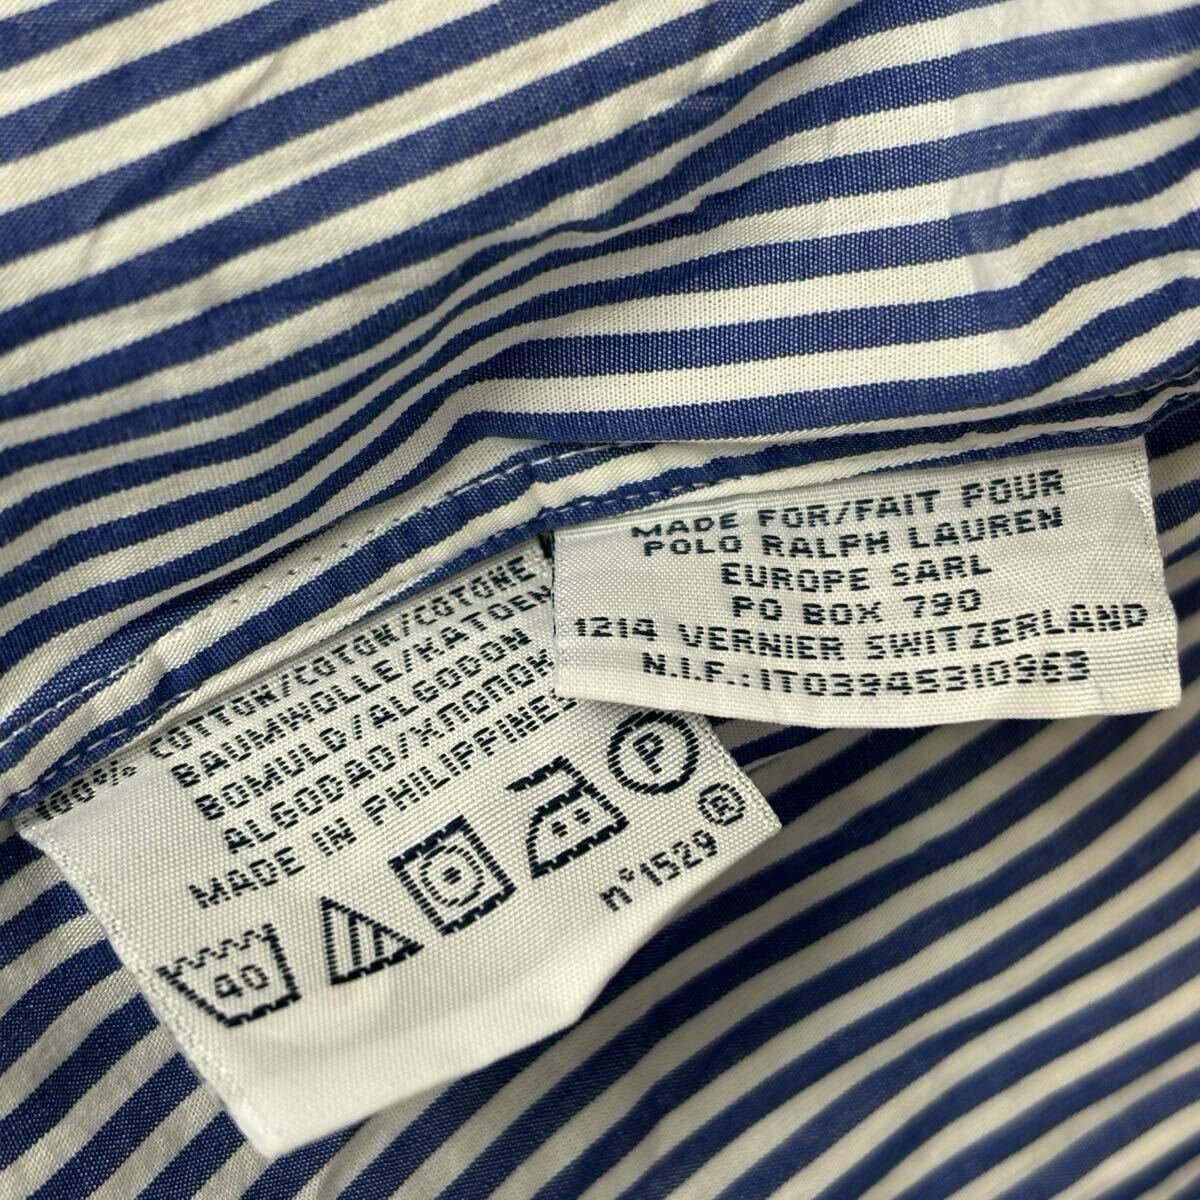 100% COTTON/COTON/COTONE
BAUMWOLLE/KATOEN
BOMULD/ALGODON
ALGODAO/ΧΠΟΠΟΚ
MADE IN PHILIPPINES
40
P
n°1529 ®
MADE FOR/FAIT POUR
POLO RALPH LAUREN
EUROPE SARL
PO BOX 790
1214 VERNIER SWITZERLAND
N.I.F.: IT03945310963